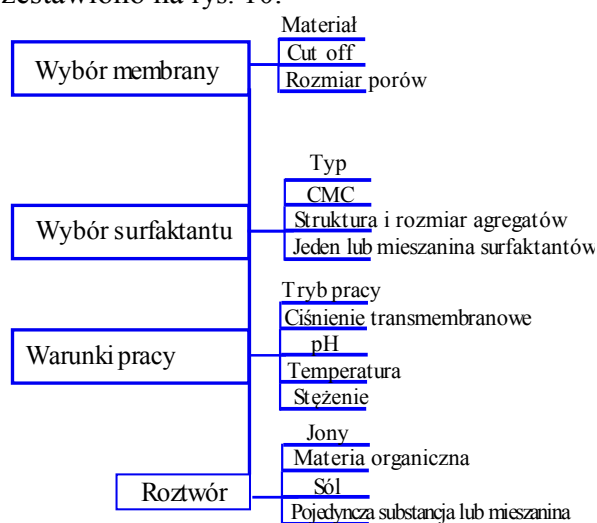 zestawiono na rys. 10.
Materiał
Wybór membrany
Cut off
Rozmiar porów
Typ
CMC
Wybór surfaktantu
Struktura i rozmiar agregatów
Jeden lub mieszanina surfaktantów
Tryb pracy
Ciśnienie transmembranowe
Warunki pracy
pH
Temperatura
Stężenie
Jony
Materia organiczna
Roztwór
Sól
Pojedyncza substancja lub mieszanina